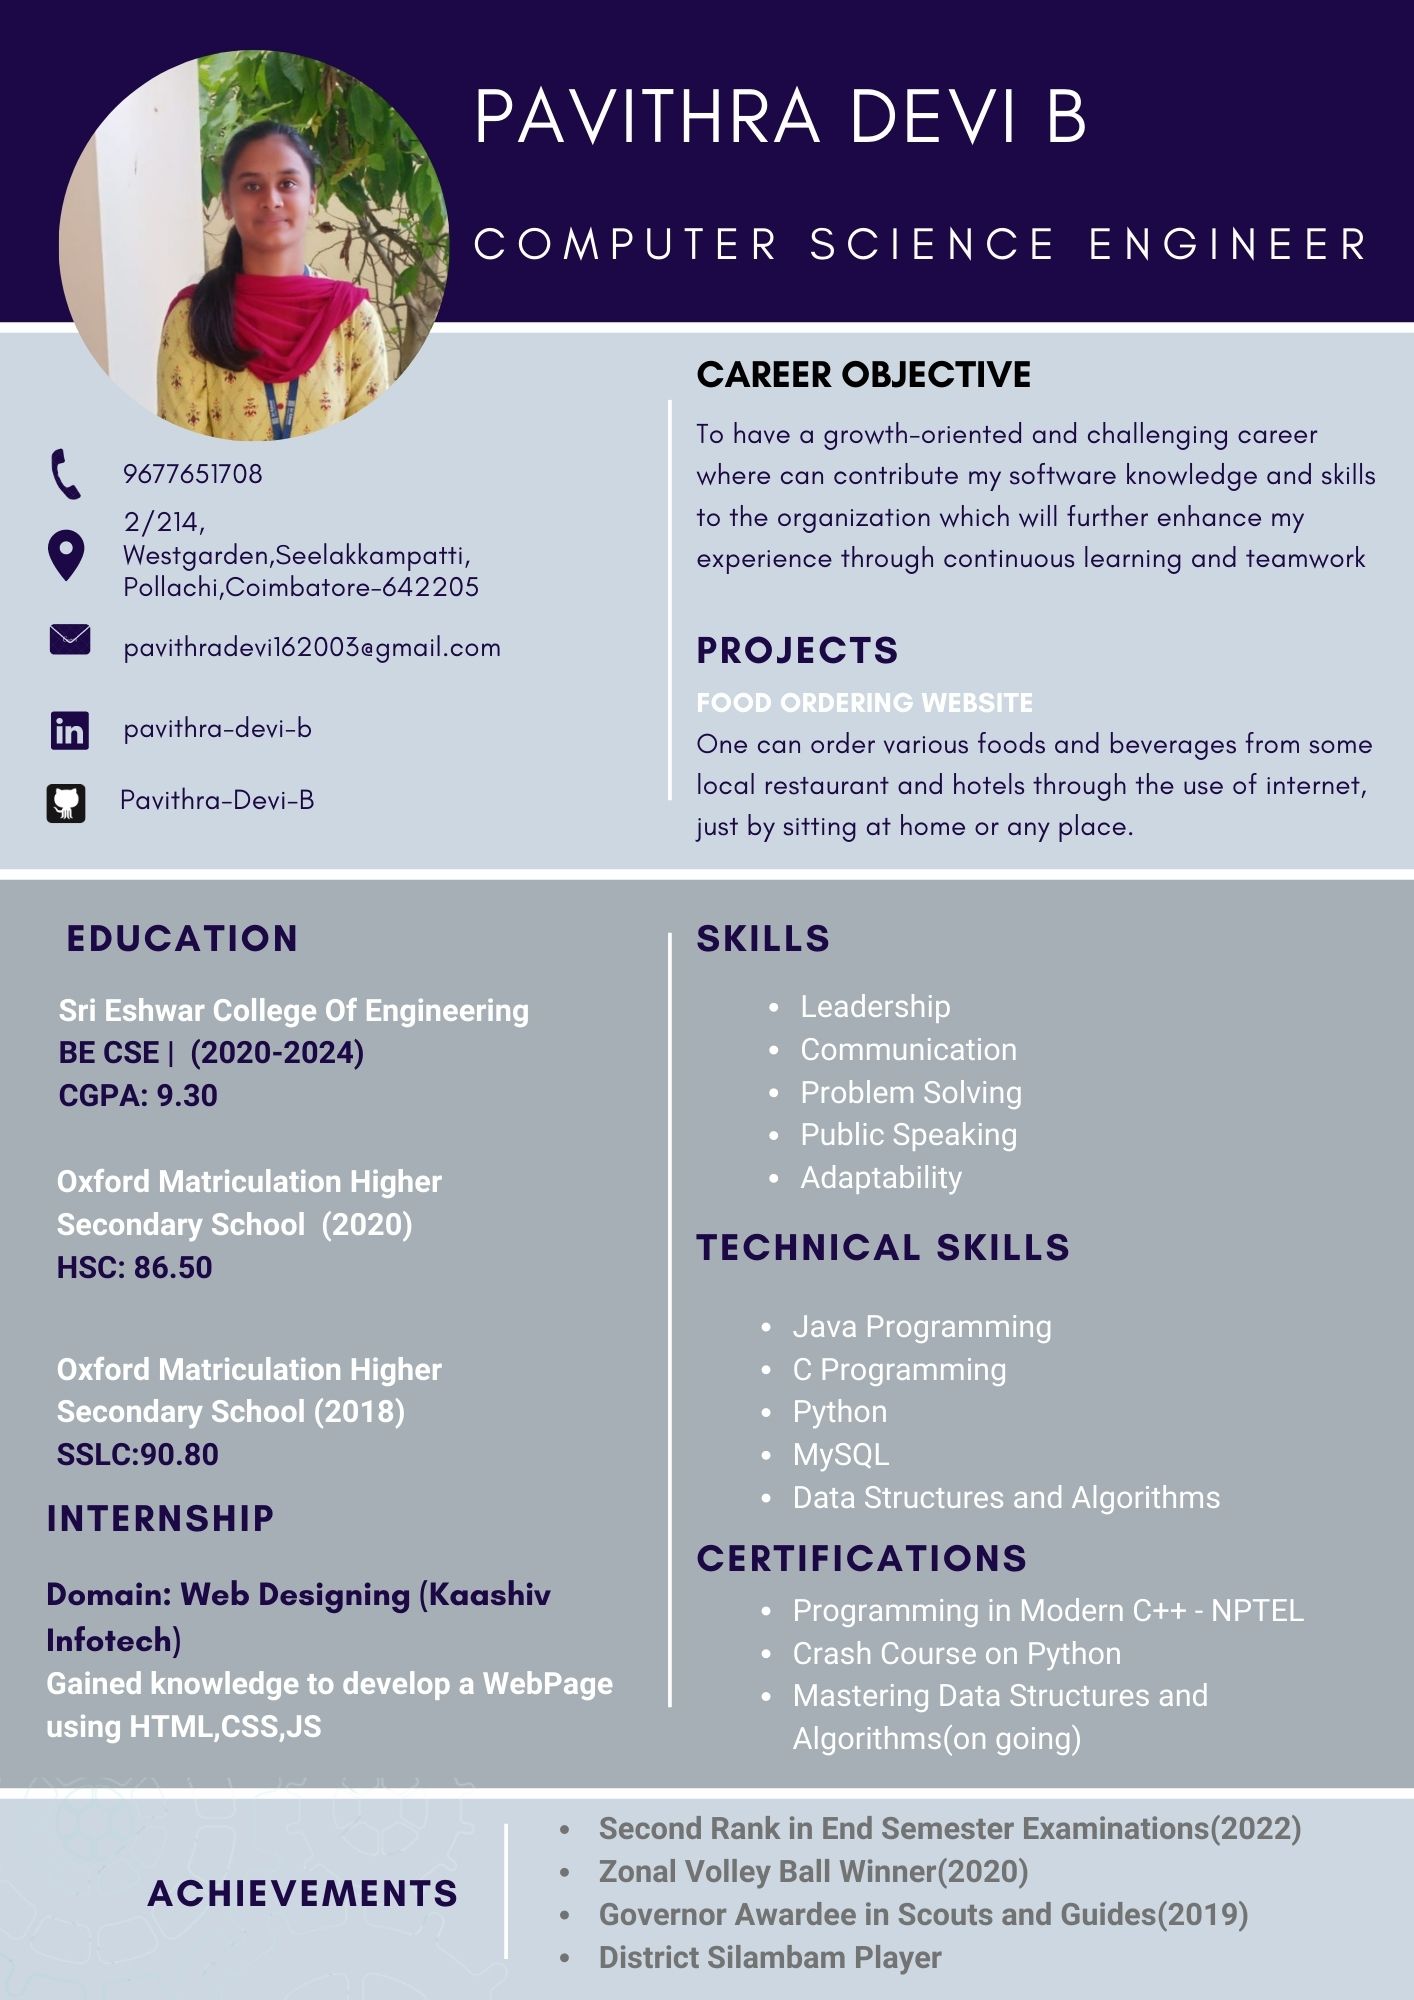 PAVITHRA DEVI B
COMPUTER SCIENCE ENGINEER
9677651708
2/214,
Westgarden,Seelakkampatti,
Pollachi,Coimbatore-642205
pavithradevi162003@gmail.com
in pavithra-devi-b
Pavithra-Devi-B
CAREER OBJECTIVE
To have a growth-oriented and challenging career
where can contribute my software knowledge and skills
to the organization which will further enhance my
experience through continuous learning and teamwork
PROJECTS
FOOD ORDERING WEBSITE
One can order various foods and beverages from some
local restaurant and hotels through the use of internet,
just by sitting at home or any place.
EDUCATION
Sri Eshwar College Of Engineering
BE CSE | (2020-2024)
CGPA: 9.30
Oxford Matriculation Higher
Secondary School (2020)
HSC: 86.50
Oxford Matriculation Higher
Secondary School (2018)
SSLC:90.80
INTERNSHIP
Domain: Web Designing (Kaashiv
Infotech)
Gained knowledge to develop a WebPage
using HTML,CSS,JS
SKILLS
• Leadership
• Communication
• Problem Solving
• Public Speaking
• Adaptability
TECHNICAL SKILLS
• Java Programming
• C Programming
• Python
• MySQL
• Data Structures and Algorithms
CERTIFICATIONS
• Programming in Modern C++ - NPTEL
• Crash Course on Python
• Mastering Data Structures and
Algorithms(on going)
ACHIEVEMENTS
• Second Rank in End Semester Examinations(2022)
• Zonal Volley Ball Winner(2020)
• Governor Awardee in Scouts and Guides(2019)
• District Silambam Player